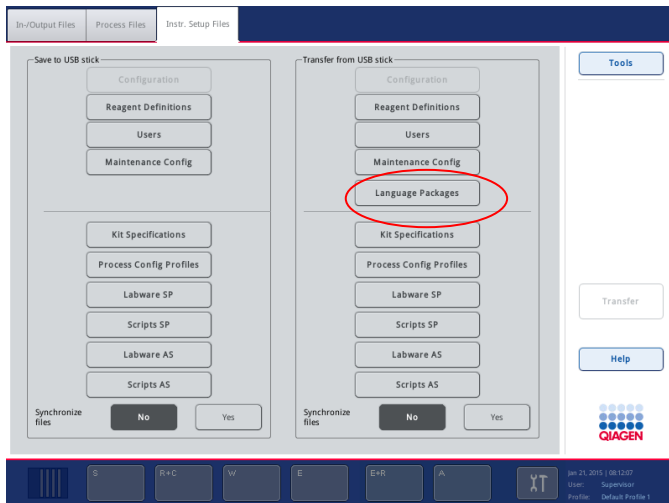 In-/Output Files
Process Files
Instr. Setup Files
Save to USB stick
Configuration
Reagent Definitions
Users
Maintenance Config
Kit Specifications
Process Config Profiles
Labware SP
Scripts SP
Labware AS
Scripts AS
Synchronize
files
No
Yes
Transfer from USB stick
Configuration
Reagent Definitions
Users
Maintenance Config
Language Packages
Kit Specifications
Process Config Profiles
Labware SP
Scripts SP
Labware AS
Scripts AS
Synchronize
files
No
Yes
Tools
Transfer
Help
QIAGEN
S
R+C
W
E
E+R
A
Jan 21, 2015 | 08:12:07
User: Supervisor
Profile: Default Profile 1